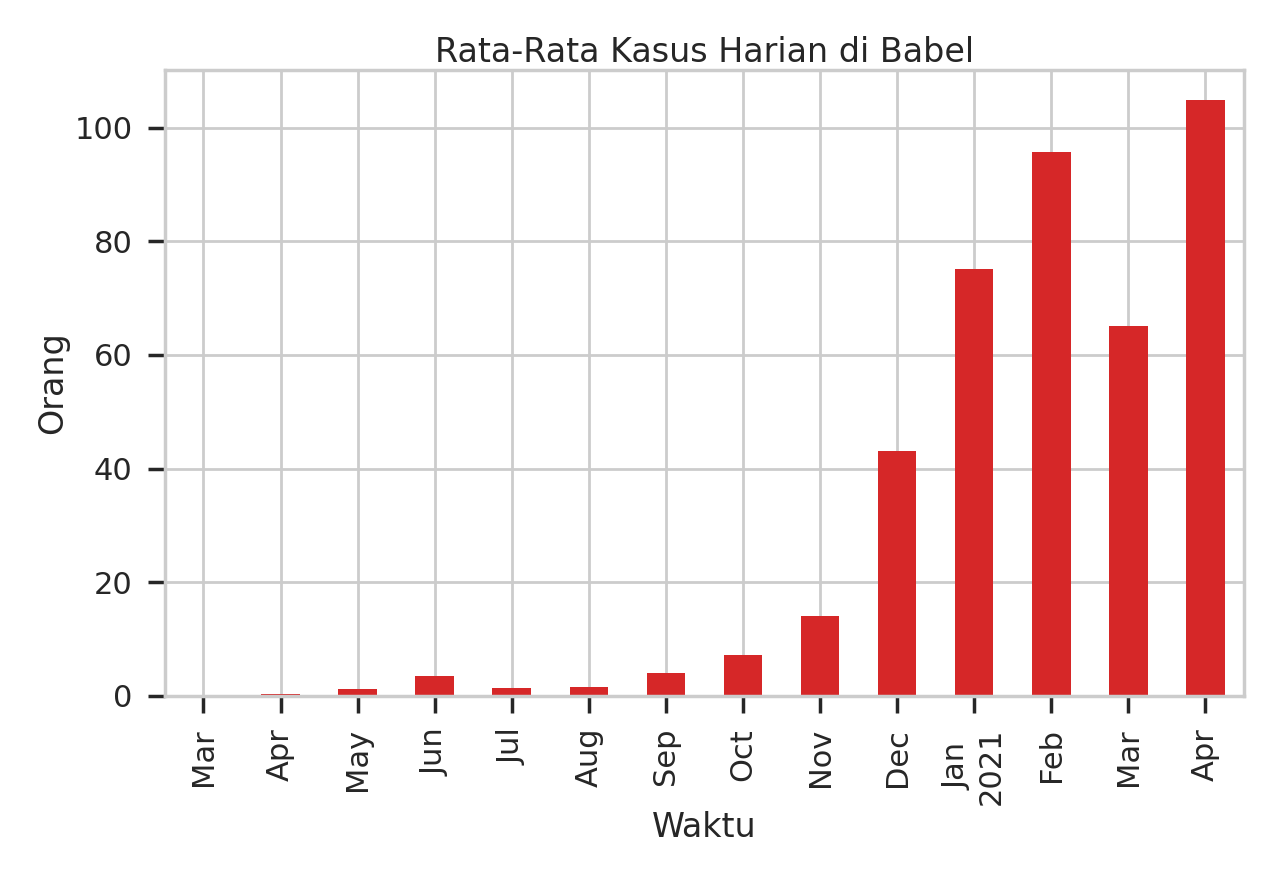 Rata-Rata Kasus Harian di Babel
Orang
100
80
60
40
20
0
Mar
Apr
May
Jun
Jul
Aug
Sep
Oct
Nov
Dec
Jan
2021
Feb
Mar
Apr
Waktu